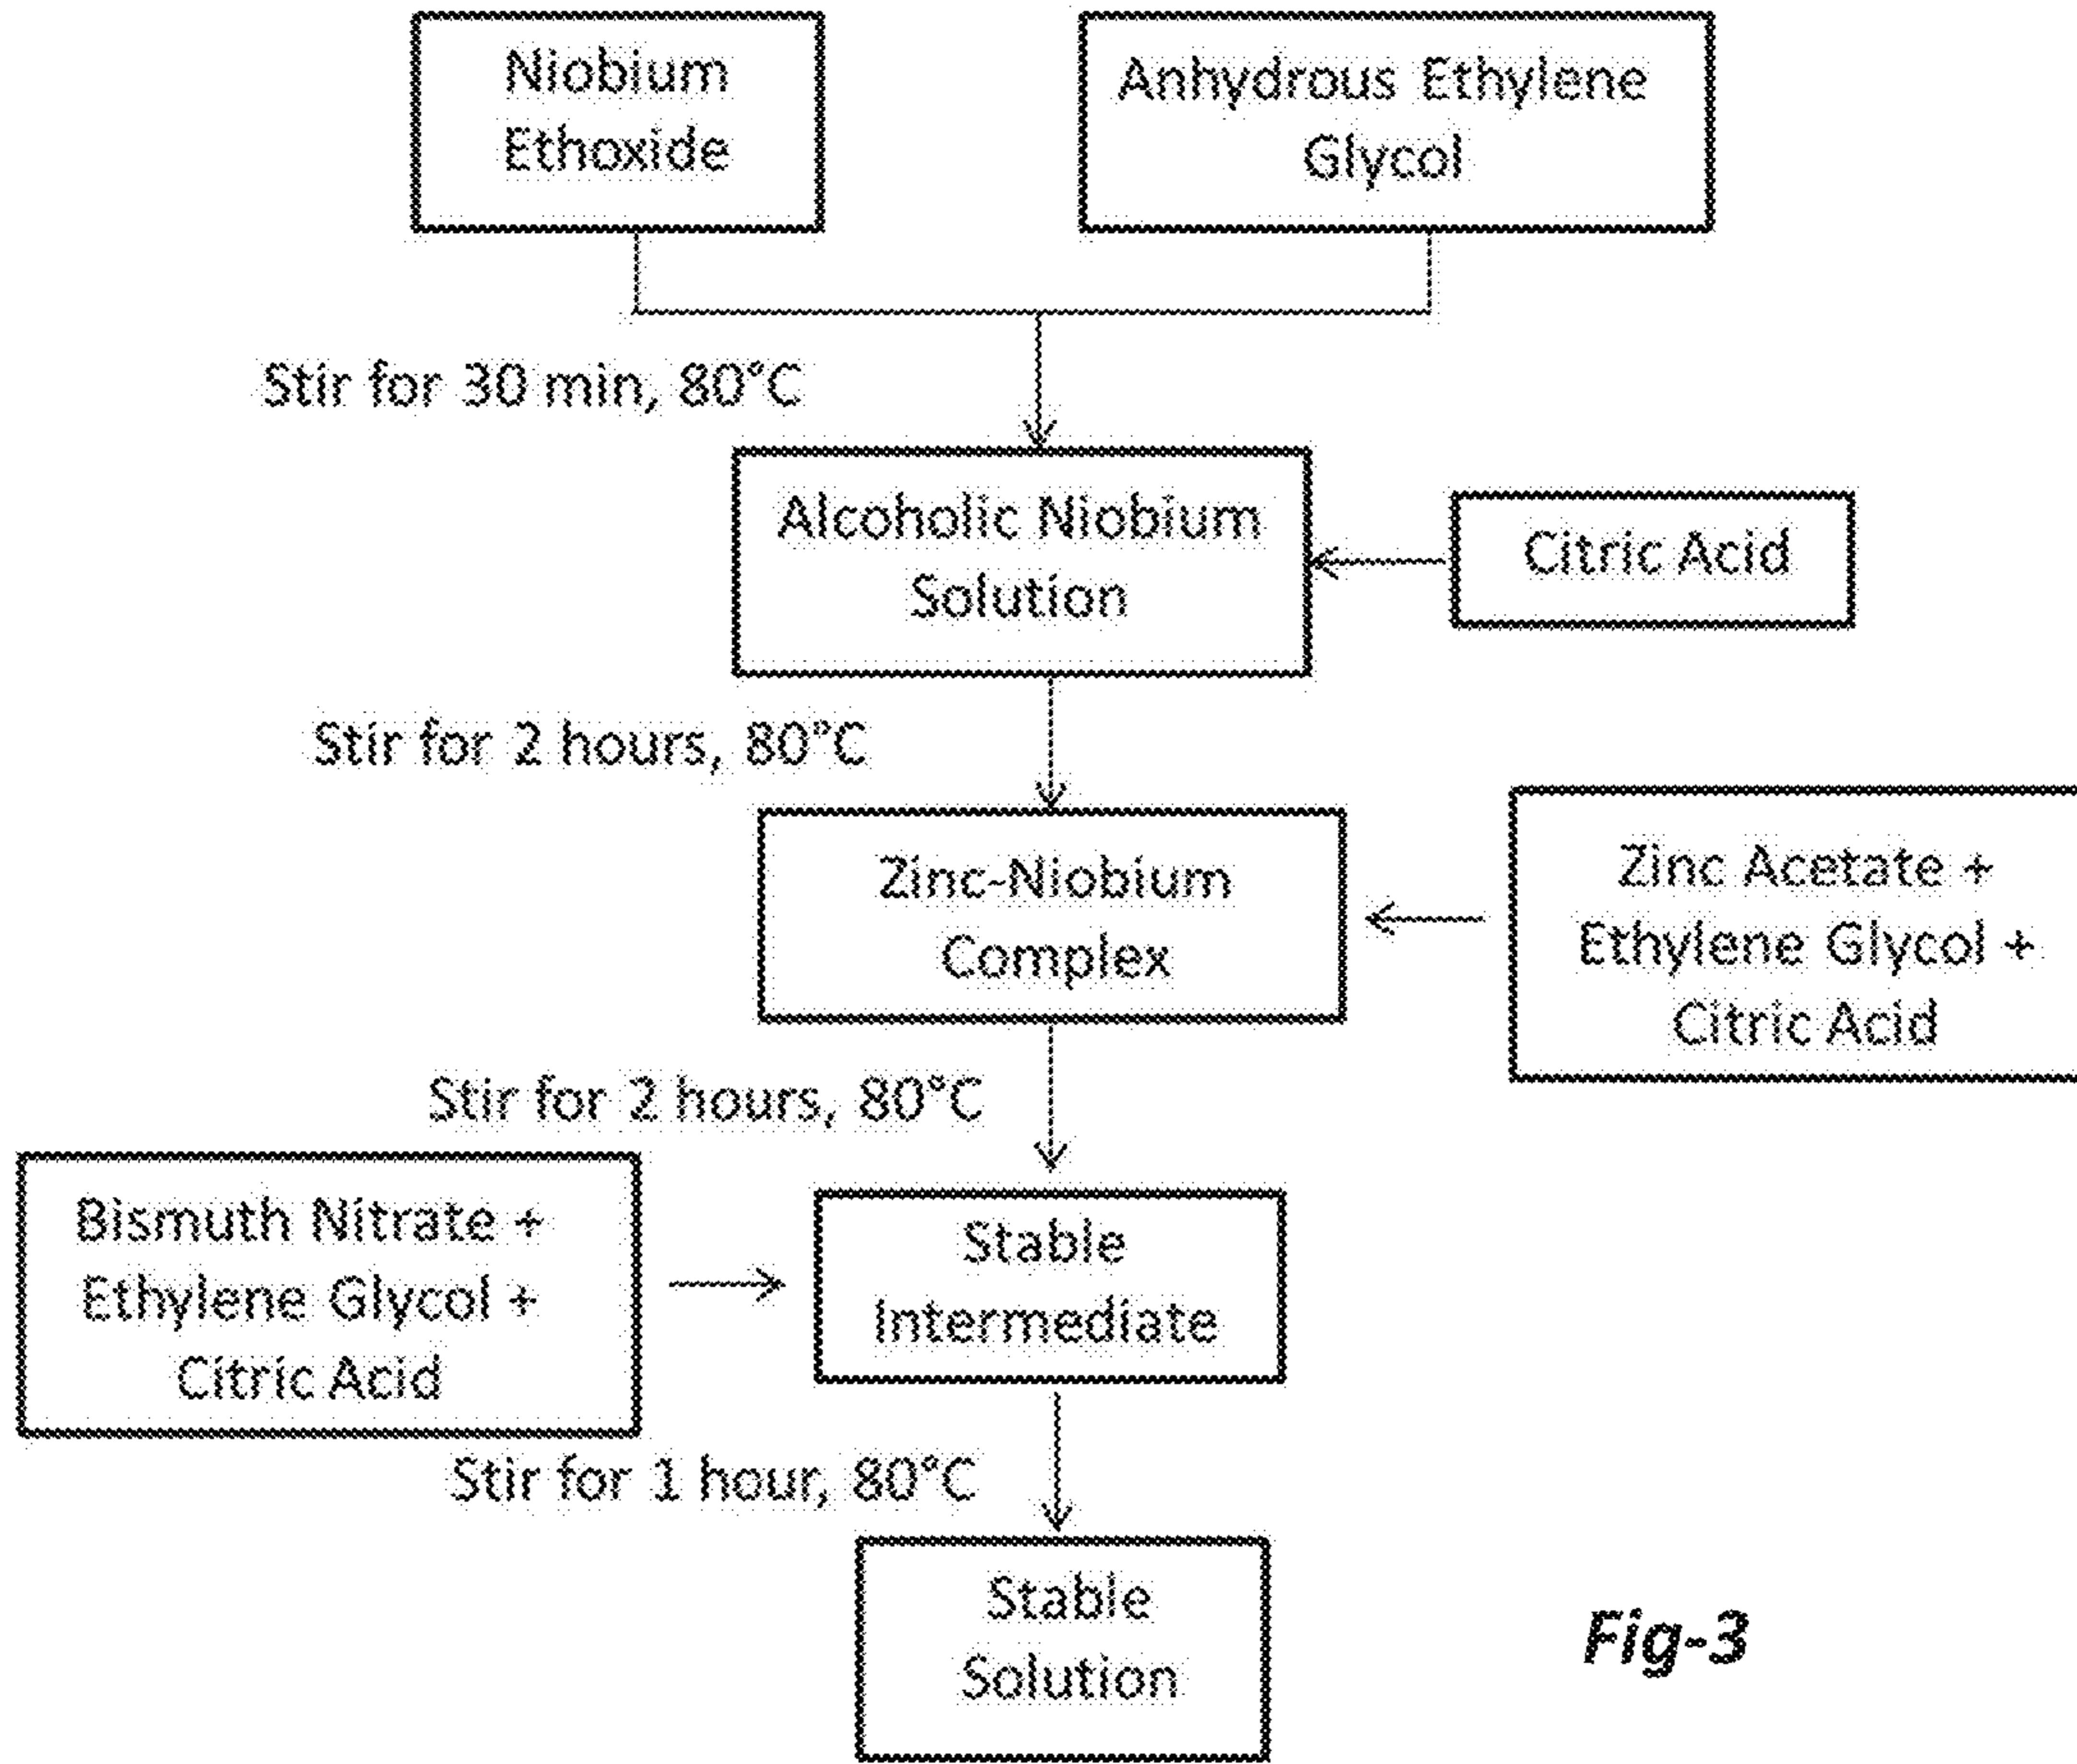 Niobium
Ethoxide
Anhydrous Ethylene
Glycol
Stir for 30 min, 80°C
Alcoholic Niobium
Solution
Citric Acid
Stir for 2 hours, 80°C
Zinc-Niobium
Complex
Zinc Acetate +
Ethylene Glycol +
Citric Acid
Stir for 2 hours, 80°C
Bismuth Nitrate +
Ethylene Glycol +
Citric Acid
Stable
Intermediate
Stir for 1 hour, 80°C
Stable
Solution
Fig-3